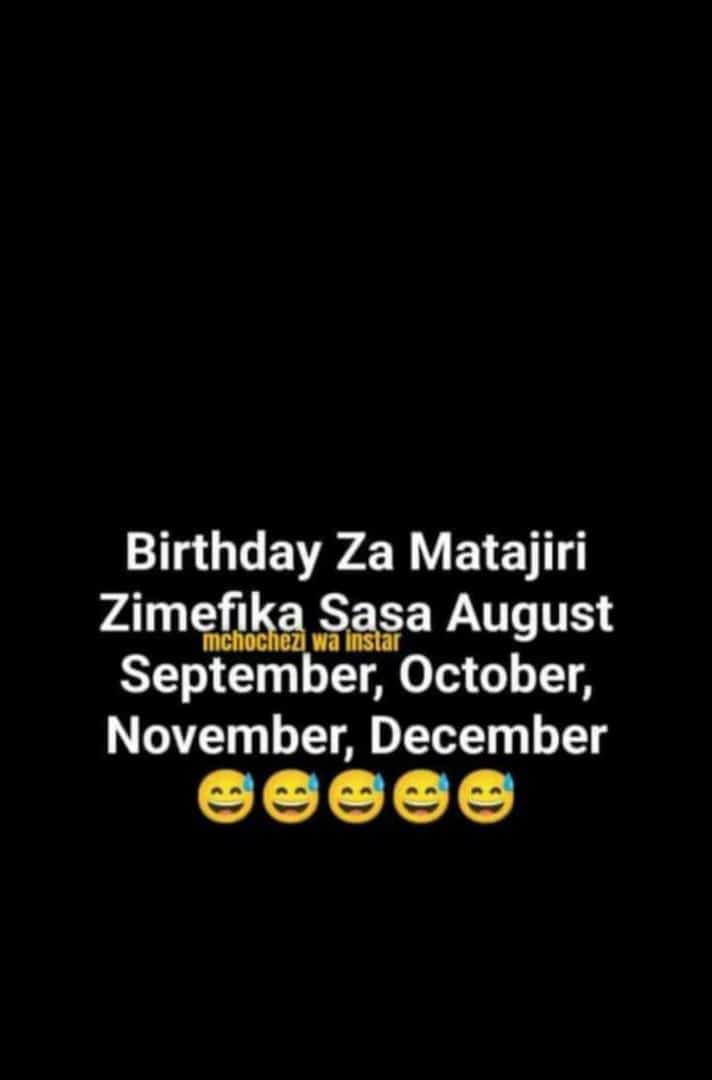 Birthday Za Matajiri
Zimefika Sasa August
mchochezi wa instar
September, October,
November, December
😅😅😅😅😅